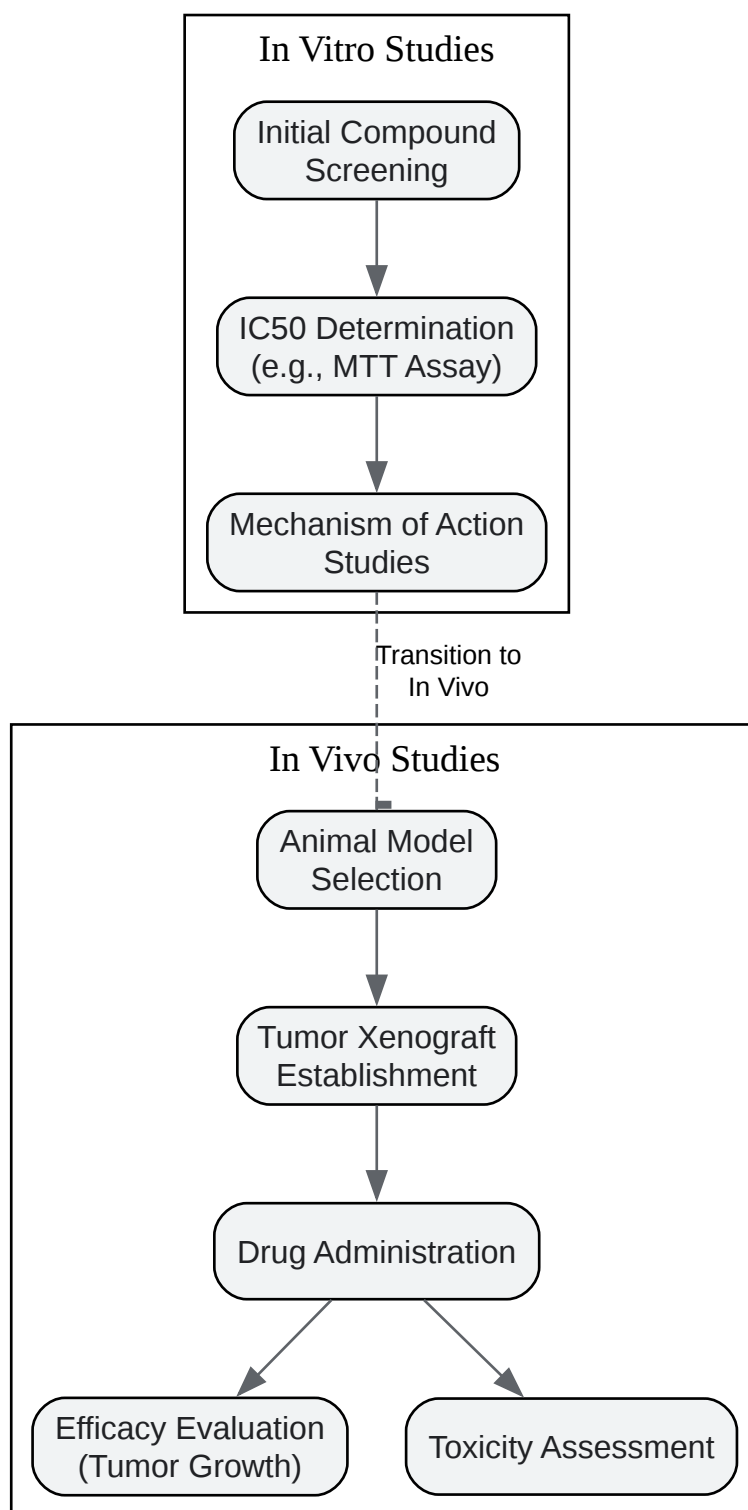 In Vitro Studies
Initial Compound
Screening
IC50 Determination
(e.g., MTT Assay)
Mechanism of Action
Studies
Transition to
In Vivo
In Vivo Studies
Animal Model
Selection
Tumor Xenograft
Establishment
Drug Administration
Efficacy Evaluation
(Tumor Growth)
Toxicity Assessment